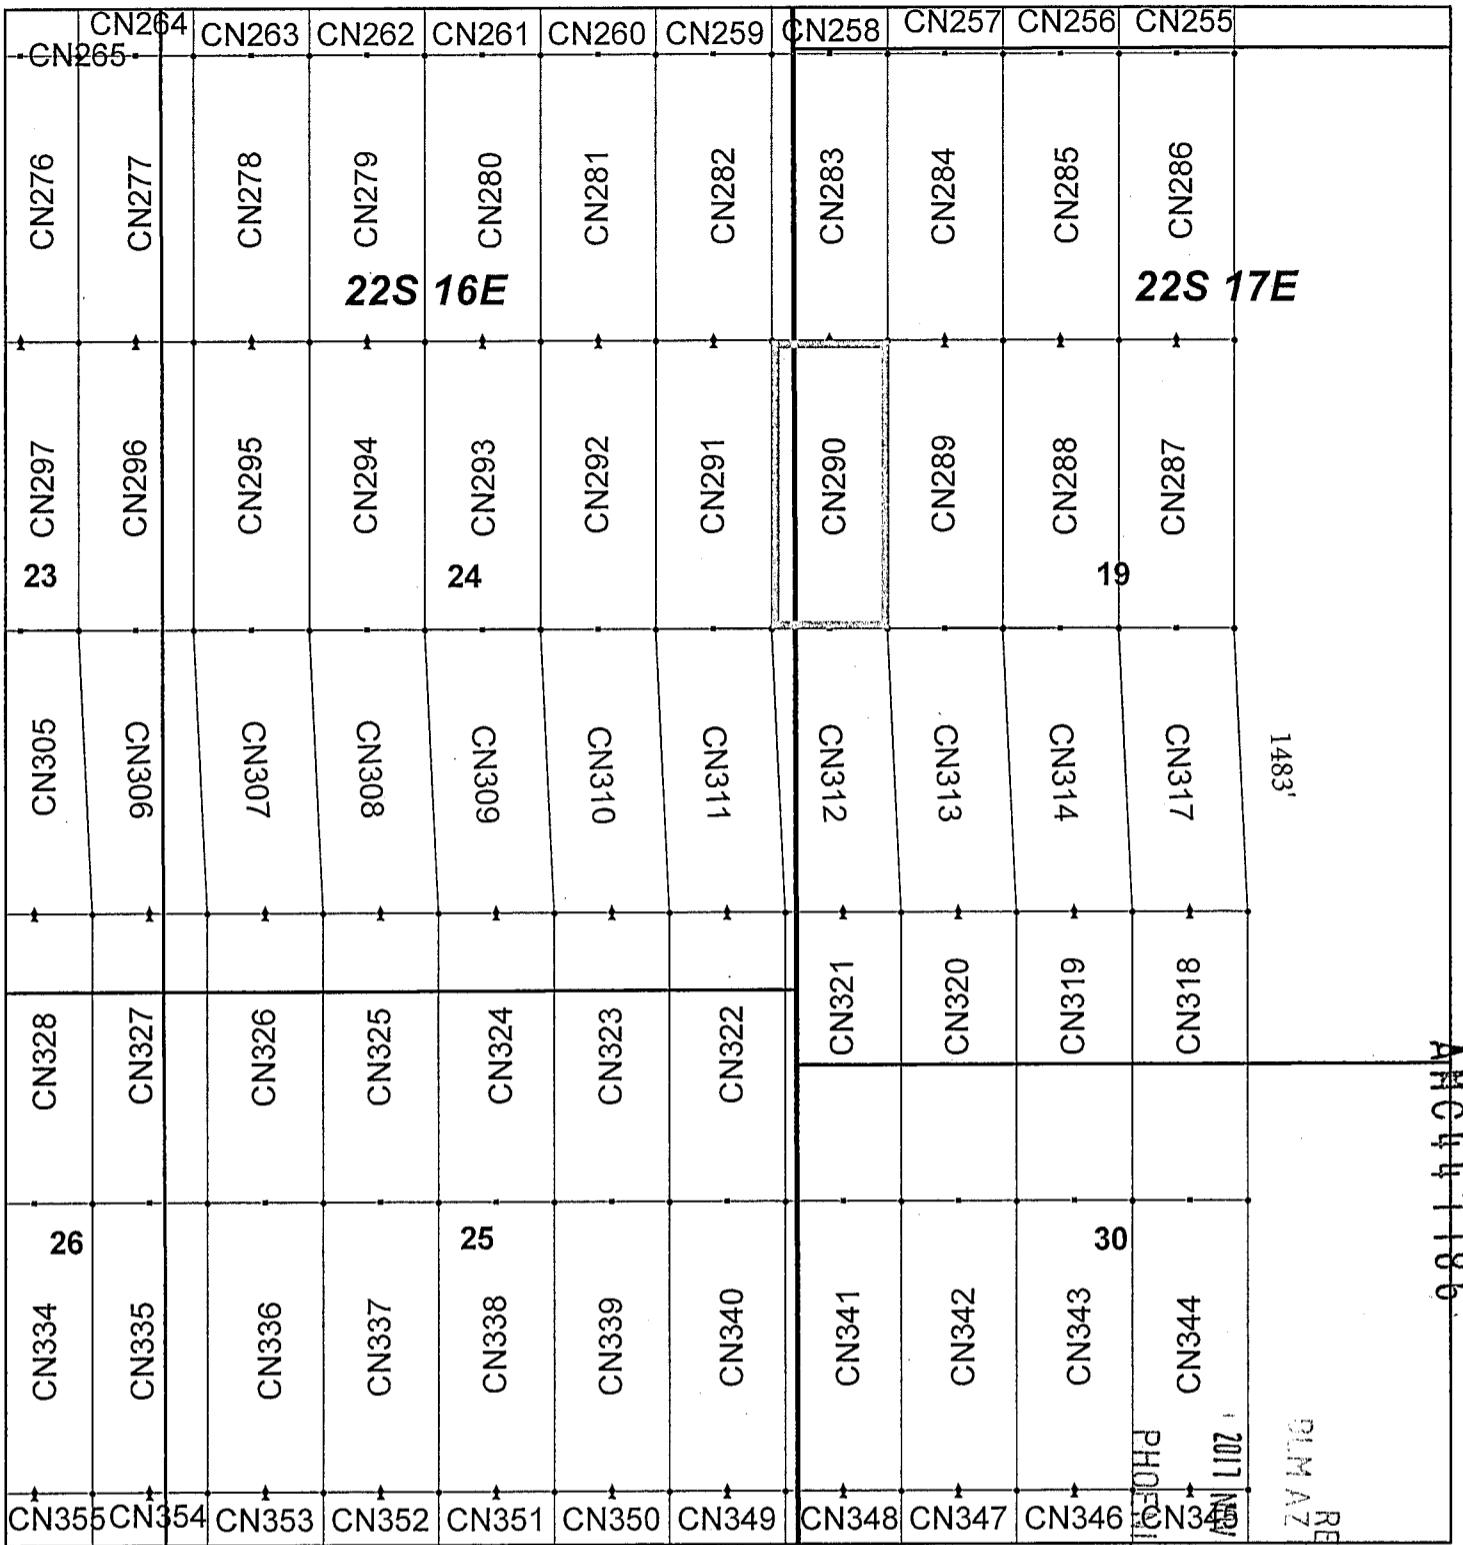 CN264 CN263 CN262 CN261 CN260 CN259 CN258 CN257 CN256 CN255
CN265
CN276 CN277 CN278 CN279 CN280 CN281 CN282 CN283 CN284 CN285 CN286
22S 16E 22S 17E
CN297 CN296 CN295 CN294 CN293 CN292 CN291 CN290 CN289 CN288 CN287
23 24 19
CN305 CN306 CN307 CN308 CN309 CN310 CN311 CN312 CN313 CN314 CN317
1483'
CN321 CN320 CN319 CN318
CN328 CN327 CN326 CN325 CN324 CN323 CN322
26 25 30
CN334 CN335 CN336 CN337 CN338 CN339 CN340 CN341 CN342 CN343 CN344
CN355 CN354 CN353 CN352 CN351 CN350 CN349 CN348 CN347 CN346 CN345
RE
BLM AZ
2017 NOV